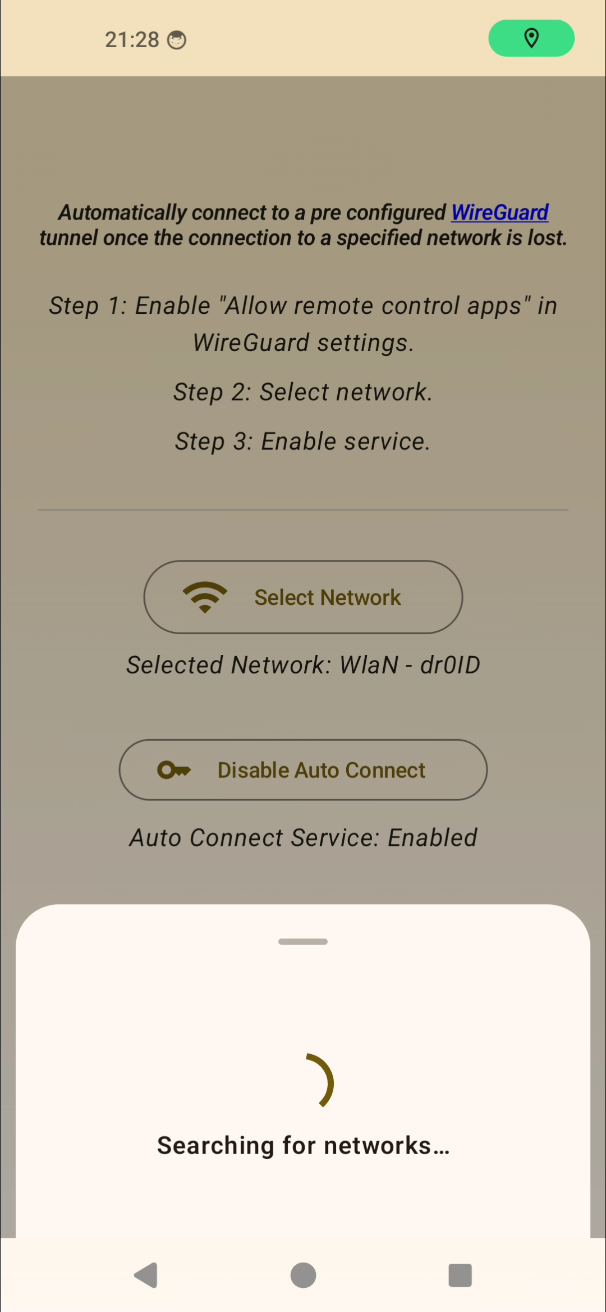 21:28
Automatically connect to a pre configured WireGuard
tunnel once the connection to a specified network is lost.
Step 1: Enable "Allow remote control apps" in
WireGuard settings.
Step 2: Select network.
Step 3: Enable service.
Select Network
Selected Network: WlaN - dr0ID
Disable Auto Connect
Auto Connect Service: Enabled
Searching for networks…